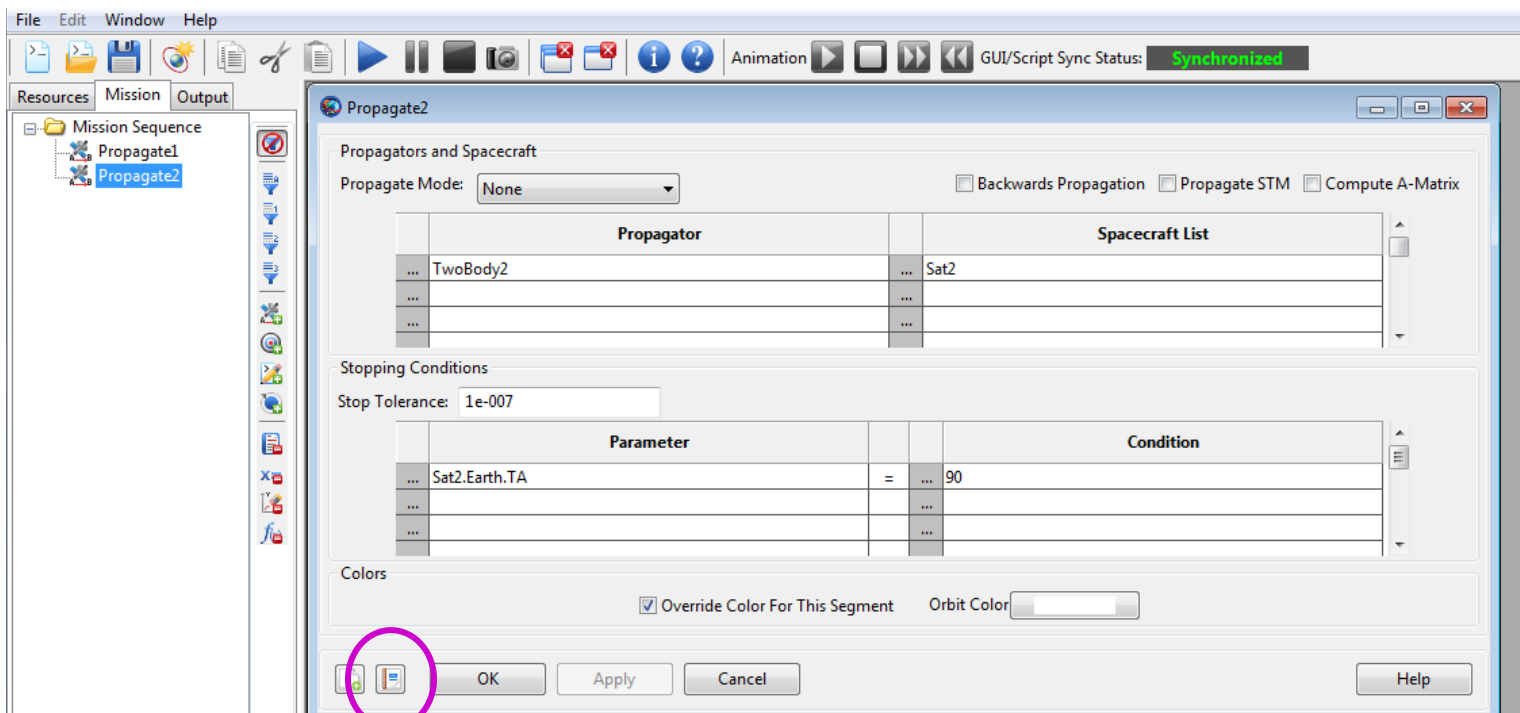 File Edit Window Help
Animation GUI/Script Sync Status: Synchronized
Resources Mission Output
Mission Sequence
Propagate1
Propagate2
Propagate2
Propagators and Spacecraft
Propagate Mode: None Backwards Propagation Propagate STM Compute A-Matrix
Propagator Spacecraft List
... TwoBody2 ... Sat2
... ...
... ...
Stopping Conditions
Stop Tolerance: 1e-007
Parameter Condition
... Sat2.Earth.TA = ... 90
... ...
... ...
Colors
Override Color For This Segment Orbit Color
OK Apply Cancel Help